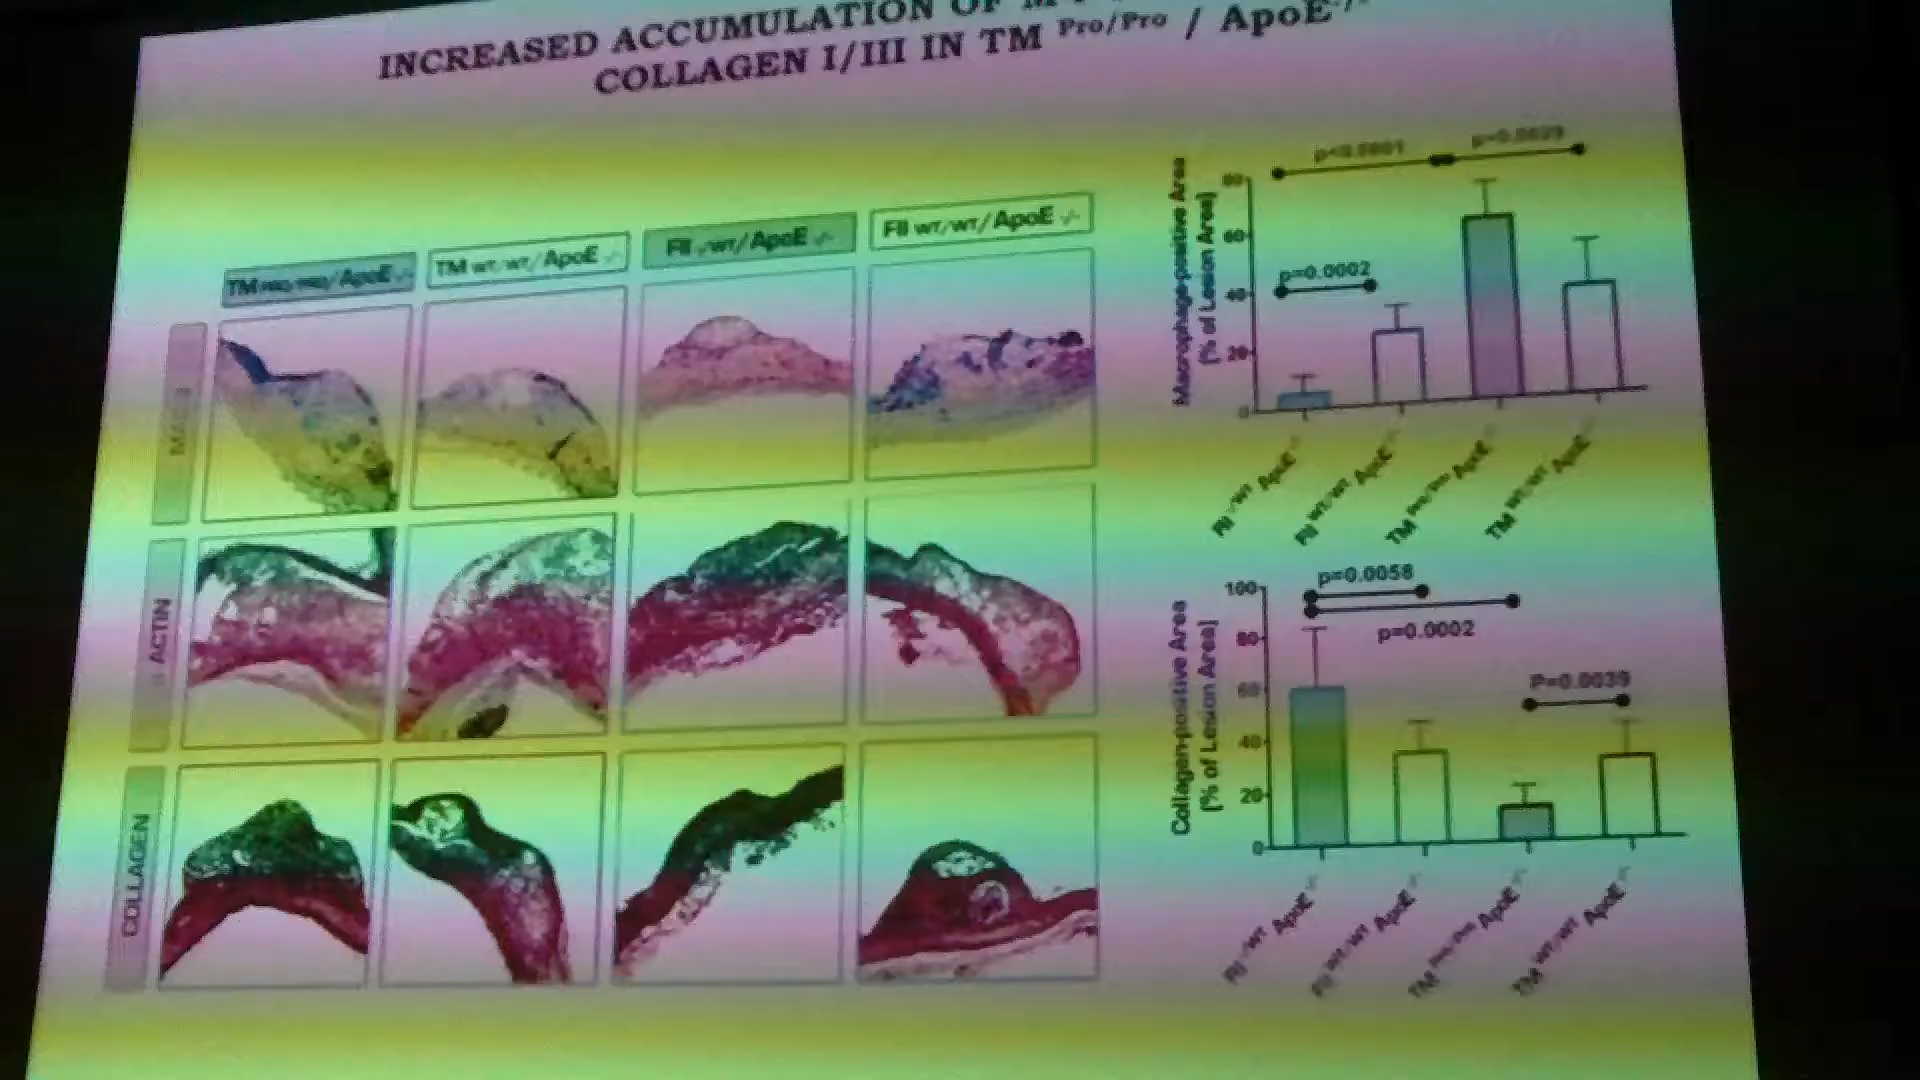 INCREASED ACCUMULATION OF
COLLAGEN I/III IN TM Pro/Pro / ApoE-/-
TM PRO/PRO/ApoE -/-
TM WT/WT/ApoE -/-
FII -/WT/ApoE -/-
FII WT/WT/ApoE -/-
ACTIN
COLLAGEN
Macrophage-positive Area
[% of Lesion Area]
80
60
40
20
0
p<0.0001
p=0.0002
FII -/WT ApoE -/-
FII WT/WT ApoE -/-
TM Pro/Pro ApoE -/-
TM WT/WT ApoE -/-
Collagen-positive Area
[% of Lesion Area]
100
80
60
40
20
0
p=0.0058
p=0.0002
P=0.0039
FII -/WT ApoE -/-
FII WT/WT ApoE -/-
TM Pro/Pro ApoE -/-
TM WT/WT ApoE -/-